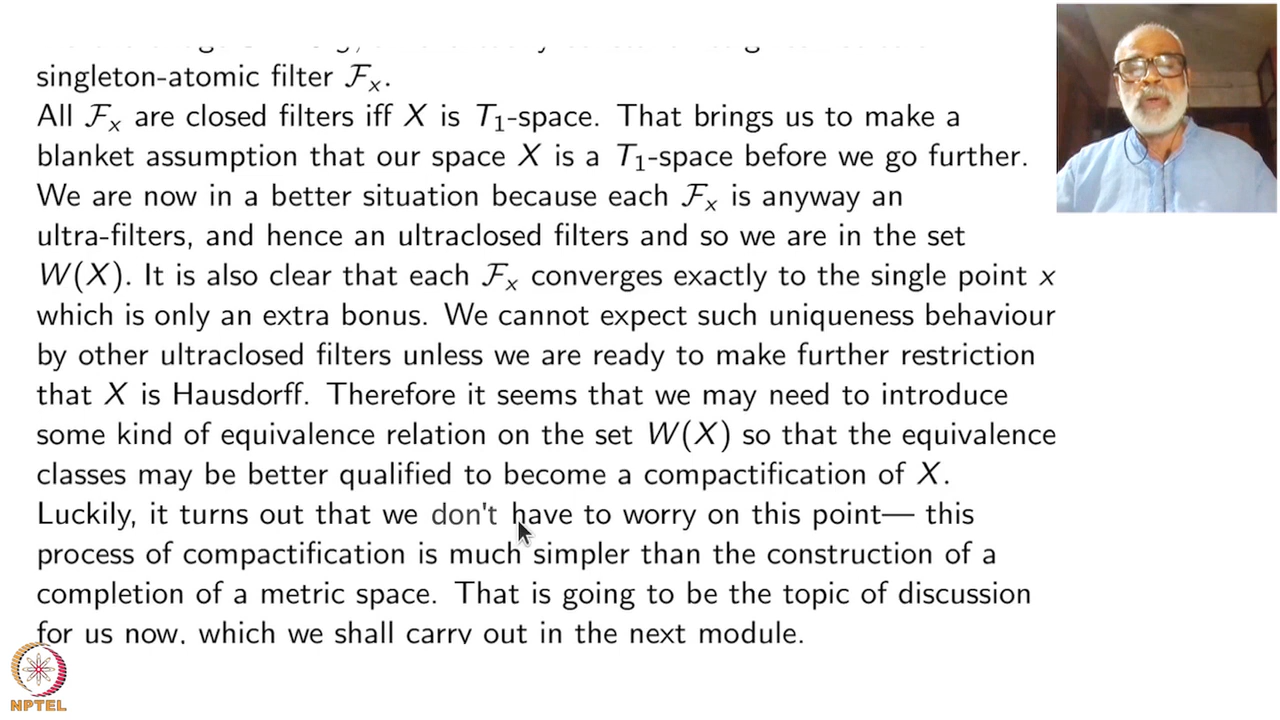 singleton-atomic filter ℱₓ.
All ℱₓ are closed filters iff X is T₁-space. That brings us to make a
blanket assumption that our space X is a T₁-space before we go further.
We are now in a better situation because each ℱₓ is anyway an
ultra-filters, and hence an ultraclosed filters and so we are in the set
W(X). It is also clear that each ℱₓ converges exactly to the single point x
which is only an extra bonus. We cannot expect such uniqueness behaviour
by other ultraclosed filters unless we are ready to make further restriction
that X is Hausdorff. Therefore it seems that we may need to introduce
some kind of equivalence relation on the set W(X) so that the equivalence
classes may be better qualified to become a compactification of X.
Luckily, it turns out that we don't have to worry on this point— this
process of compactification is much simpler than the construction of a
completion of a metric space. That is going to be the topic of discussion
for us now, which we shall carry out in the next module.
NPTEL